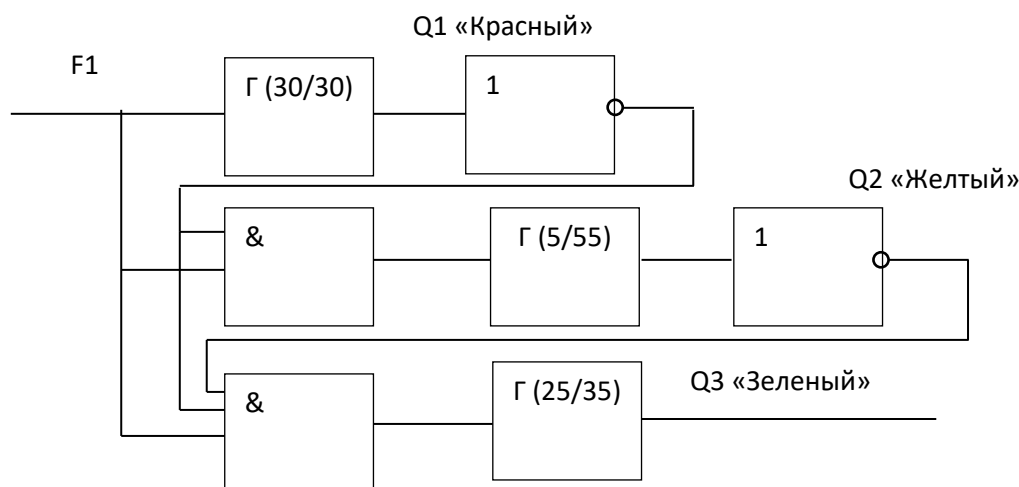 Q1 «Красный»
F1
Г (30/30)
1
Q2 «Желтый»
&
Г (5/55)
1
&
Г (25/35)
Q3 «Зеленый»